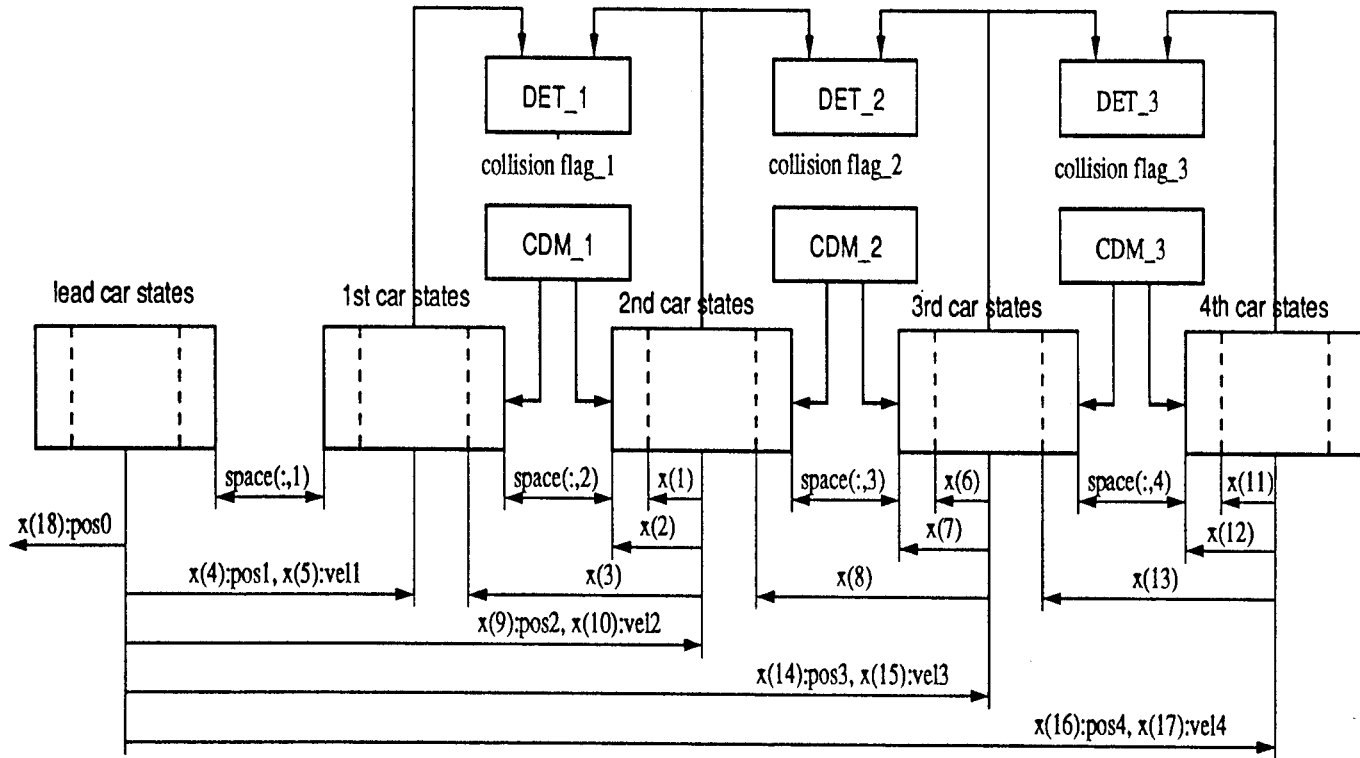 DET_1
DET_2
DET_3
collision flag_1
collision flag_2
collision flag_3
CDM_1
CDM_2
CDM_3
lead car states
1st car states
2nd car states
3rd car states
4th car states
space(:,1)
space(:,2)
x(1)
space(:,3)
x(6)
space(:,4)
x(11)
x(18):pos0
x(2)
x(7)
x(12)
x(4):pos1, x(5):vel1
x(3)
x(8)
x(13)
x(9):pos2, x(10):vel2
x(14):pos3, x(15):vel3
x(16):pos4, x(17):vel4